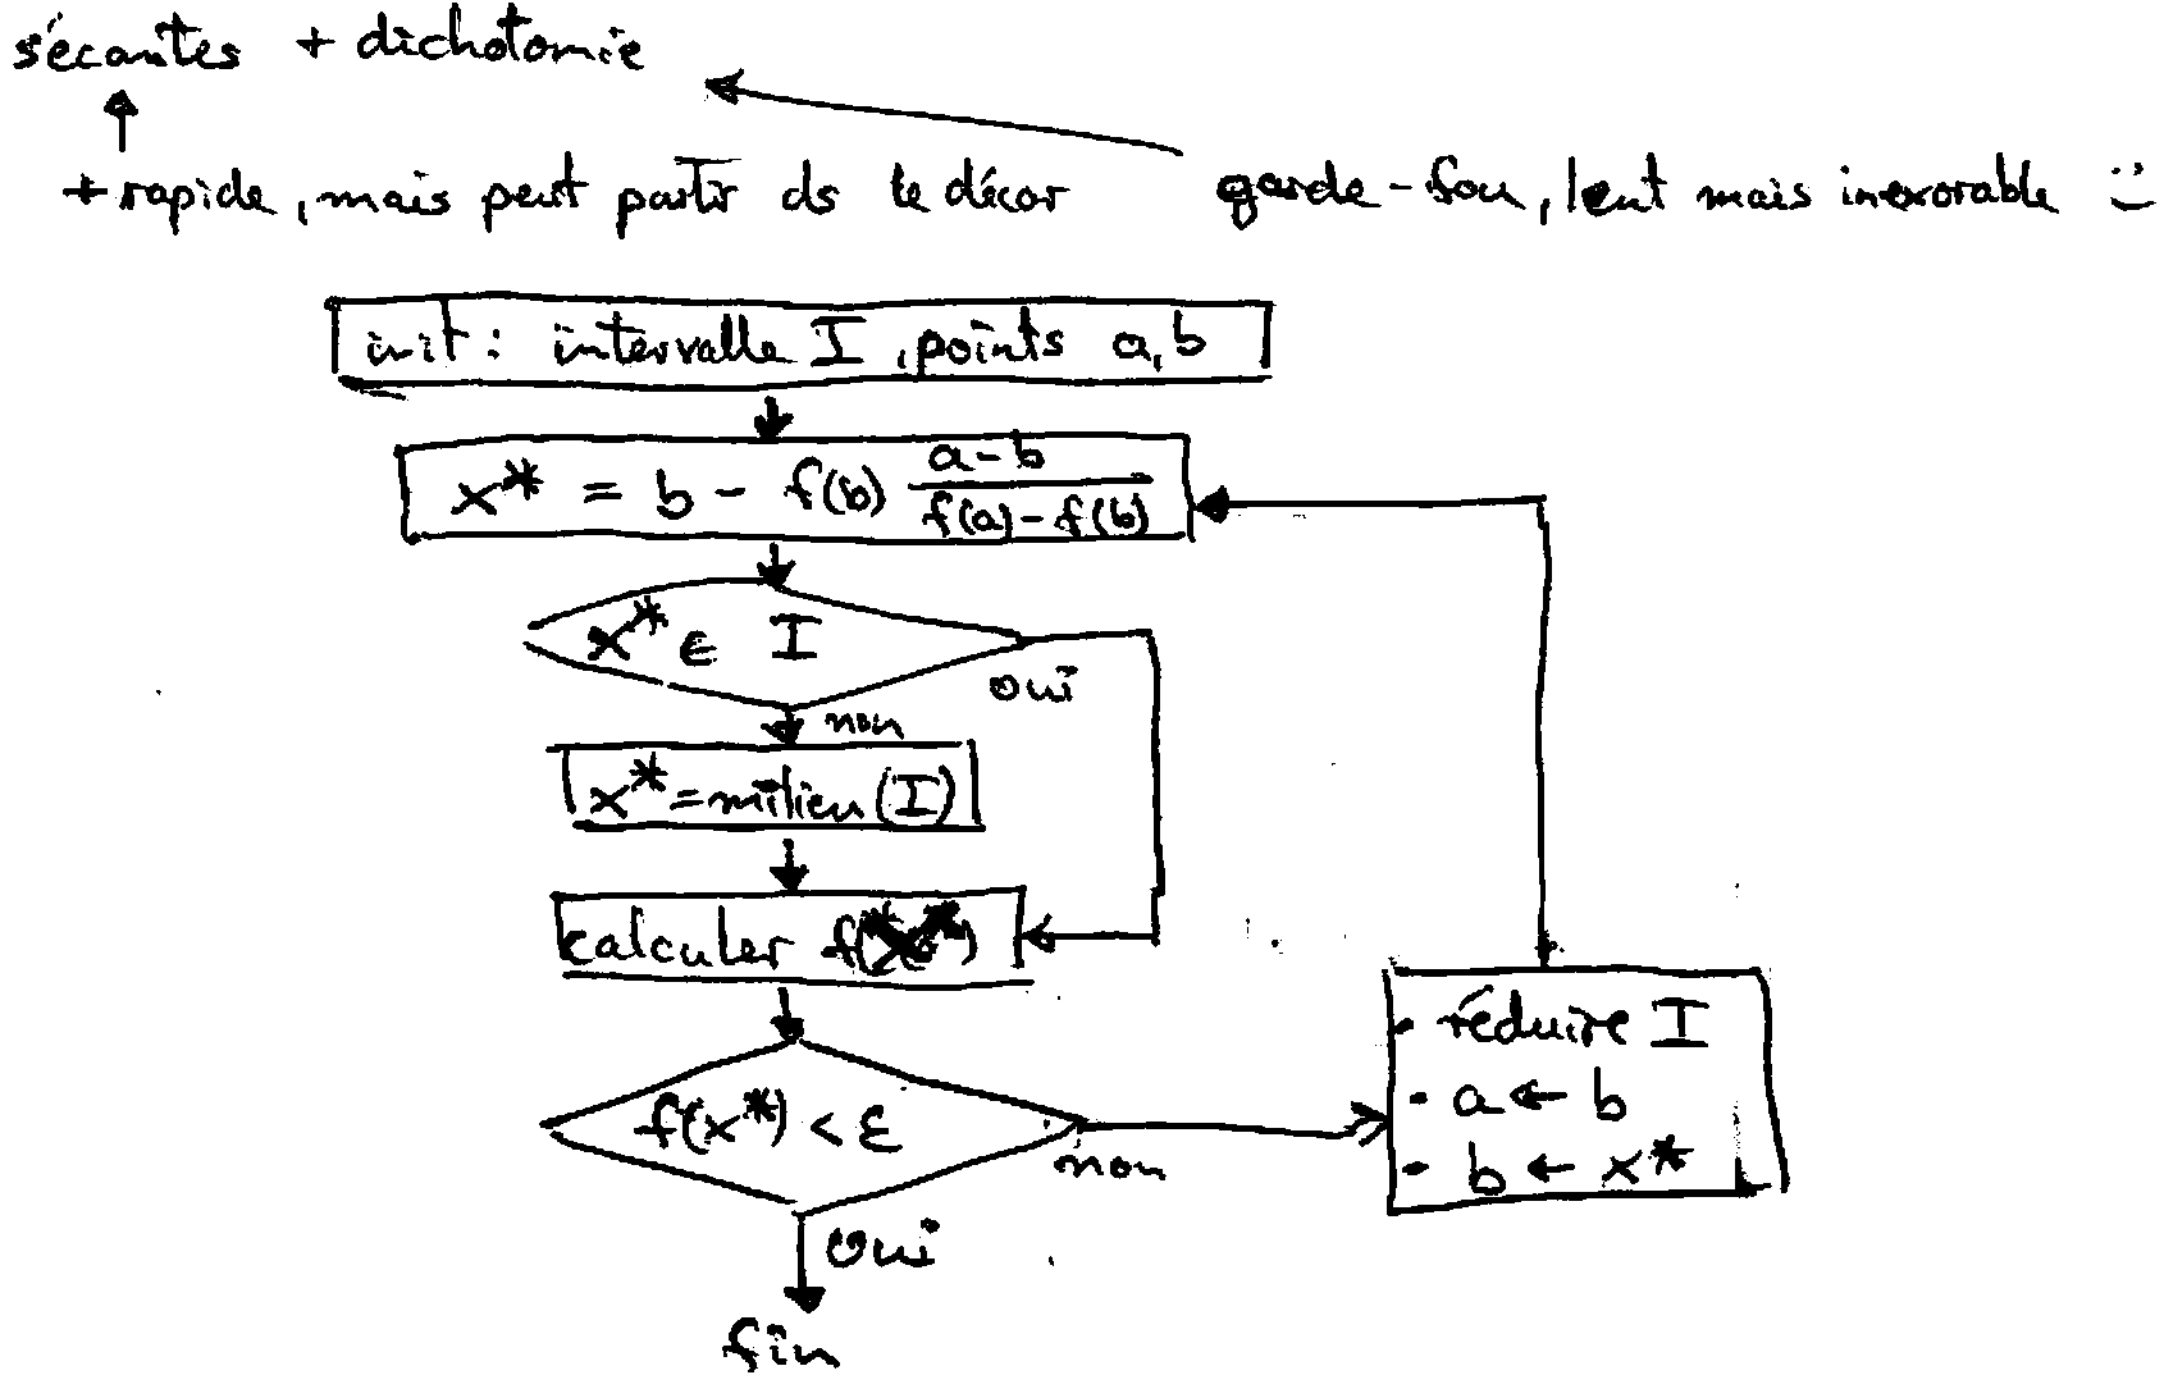 sécantes + dichotomie
+ rapide, mais peut partir ds le décor garde-fou, lent mais inexorable :)
init : intervalle I, points a, b
x* = b - f(b) (a-b)/(f(a)-f(b))
x* ∈ I
oui
non
x* = milieu (I)
calculer f(x*)
f(x*) < ε
non
oui
fin
• réduire I
• a ← b
• b ← x*